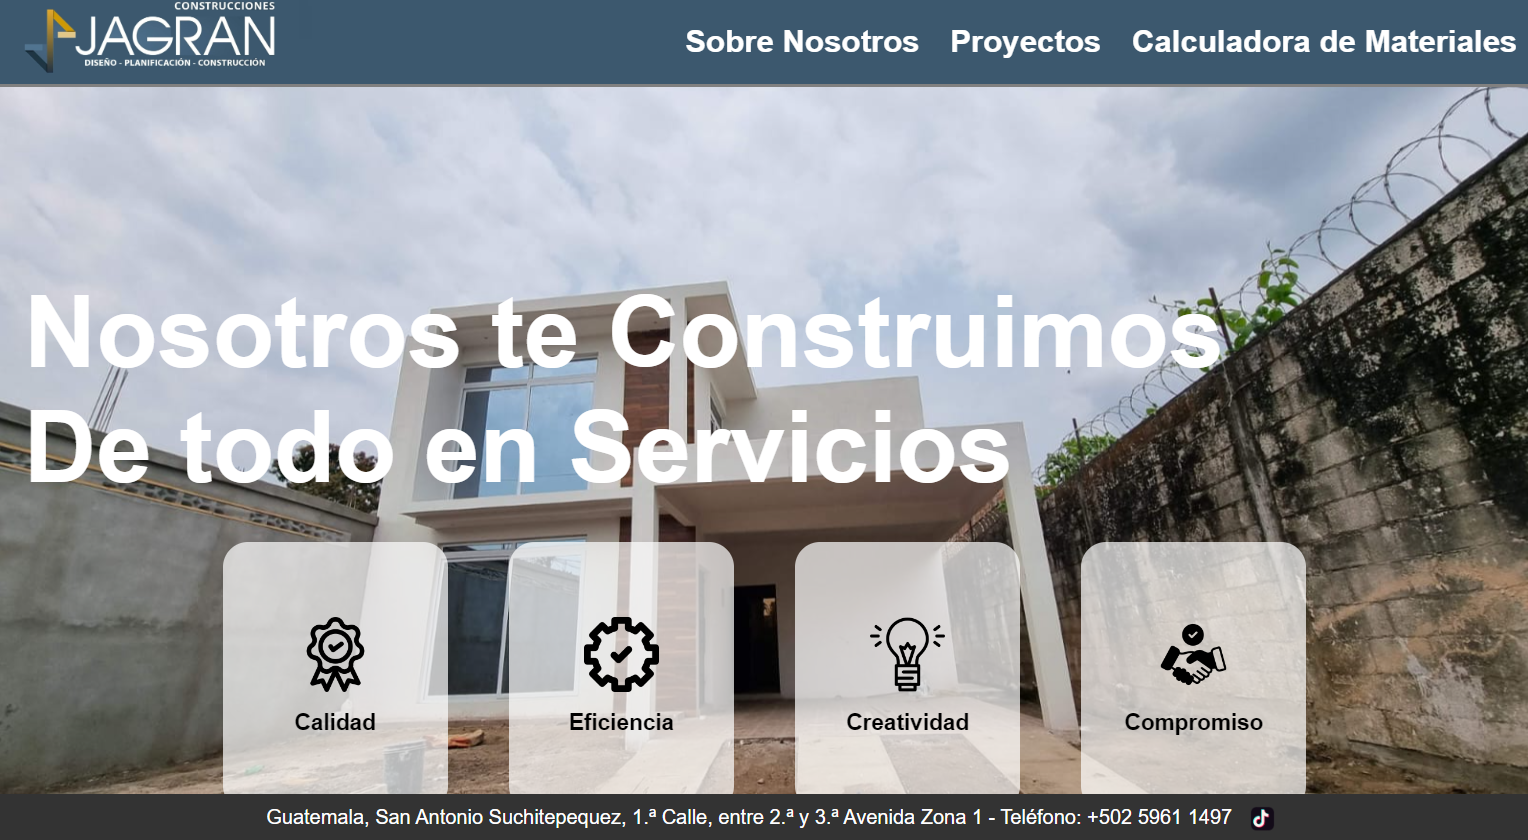 CONSTRUCCIONES
JAGRAN
DISEÑO - PLANIFICACIÓN - CONSTRUCCIÓN
Sobre Nosotros
Proyectos
Calculadora de Materiales
Nosotros te Construimos
De todo en Servicios
Calidad
Eficiencia
Creatividad
Compromiso
Guatemala, San Antonio Suchitepequez, 1.ª Calle, entre 2.ª y 3.ª Avenida Zona 1 - Teléfono: +502 5961 1497